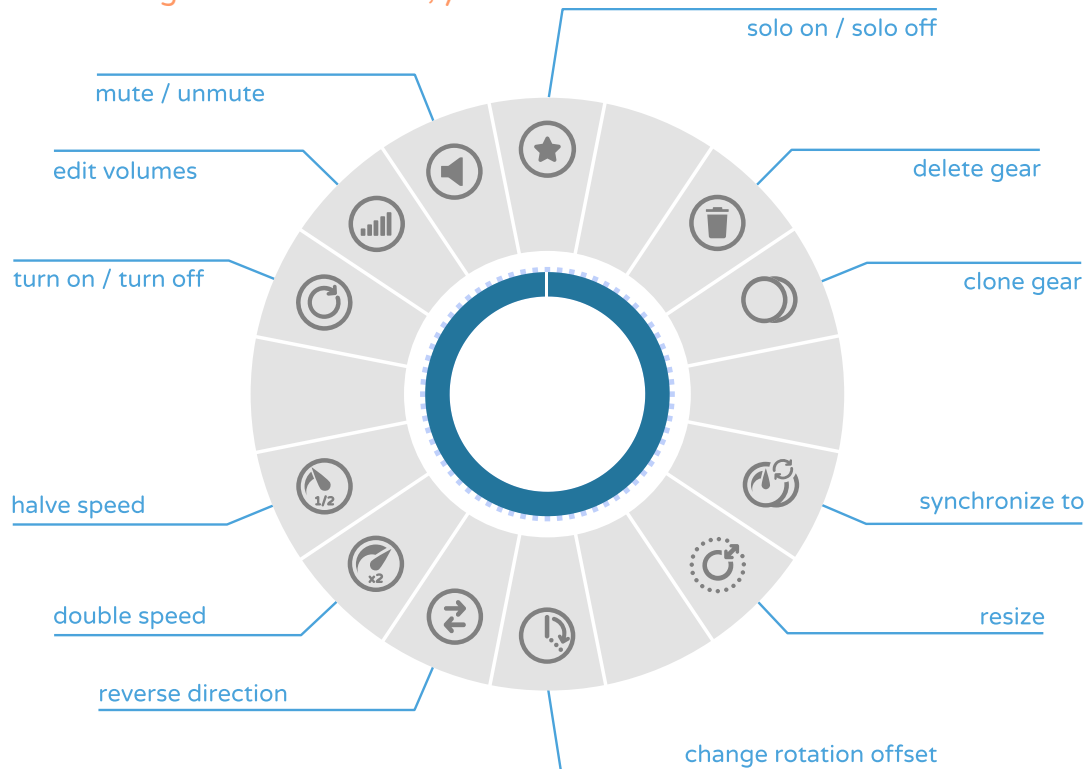 solo on / solo off
mute / unmute
edit volumes
delete gear
turn on / turn off
clone gear
1/2
halve speed
synchronize to
x2
double speed
resize
reverse direction
change rotation offset